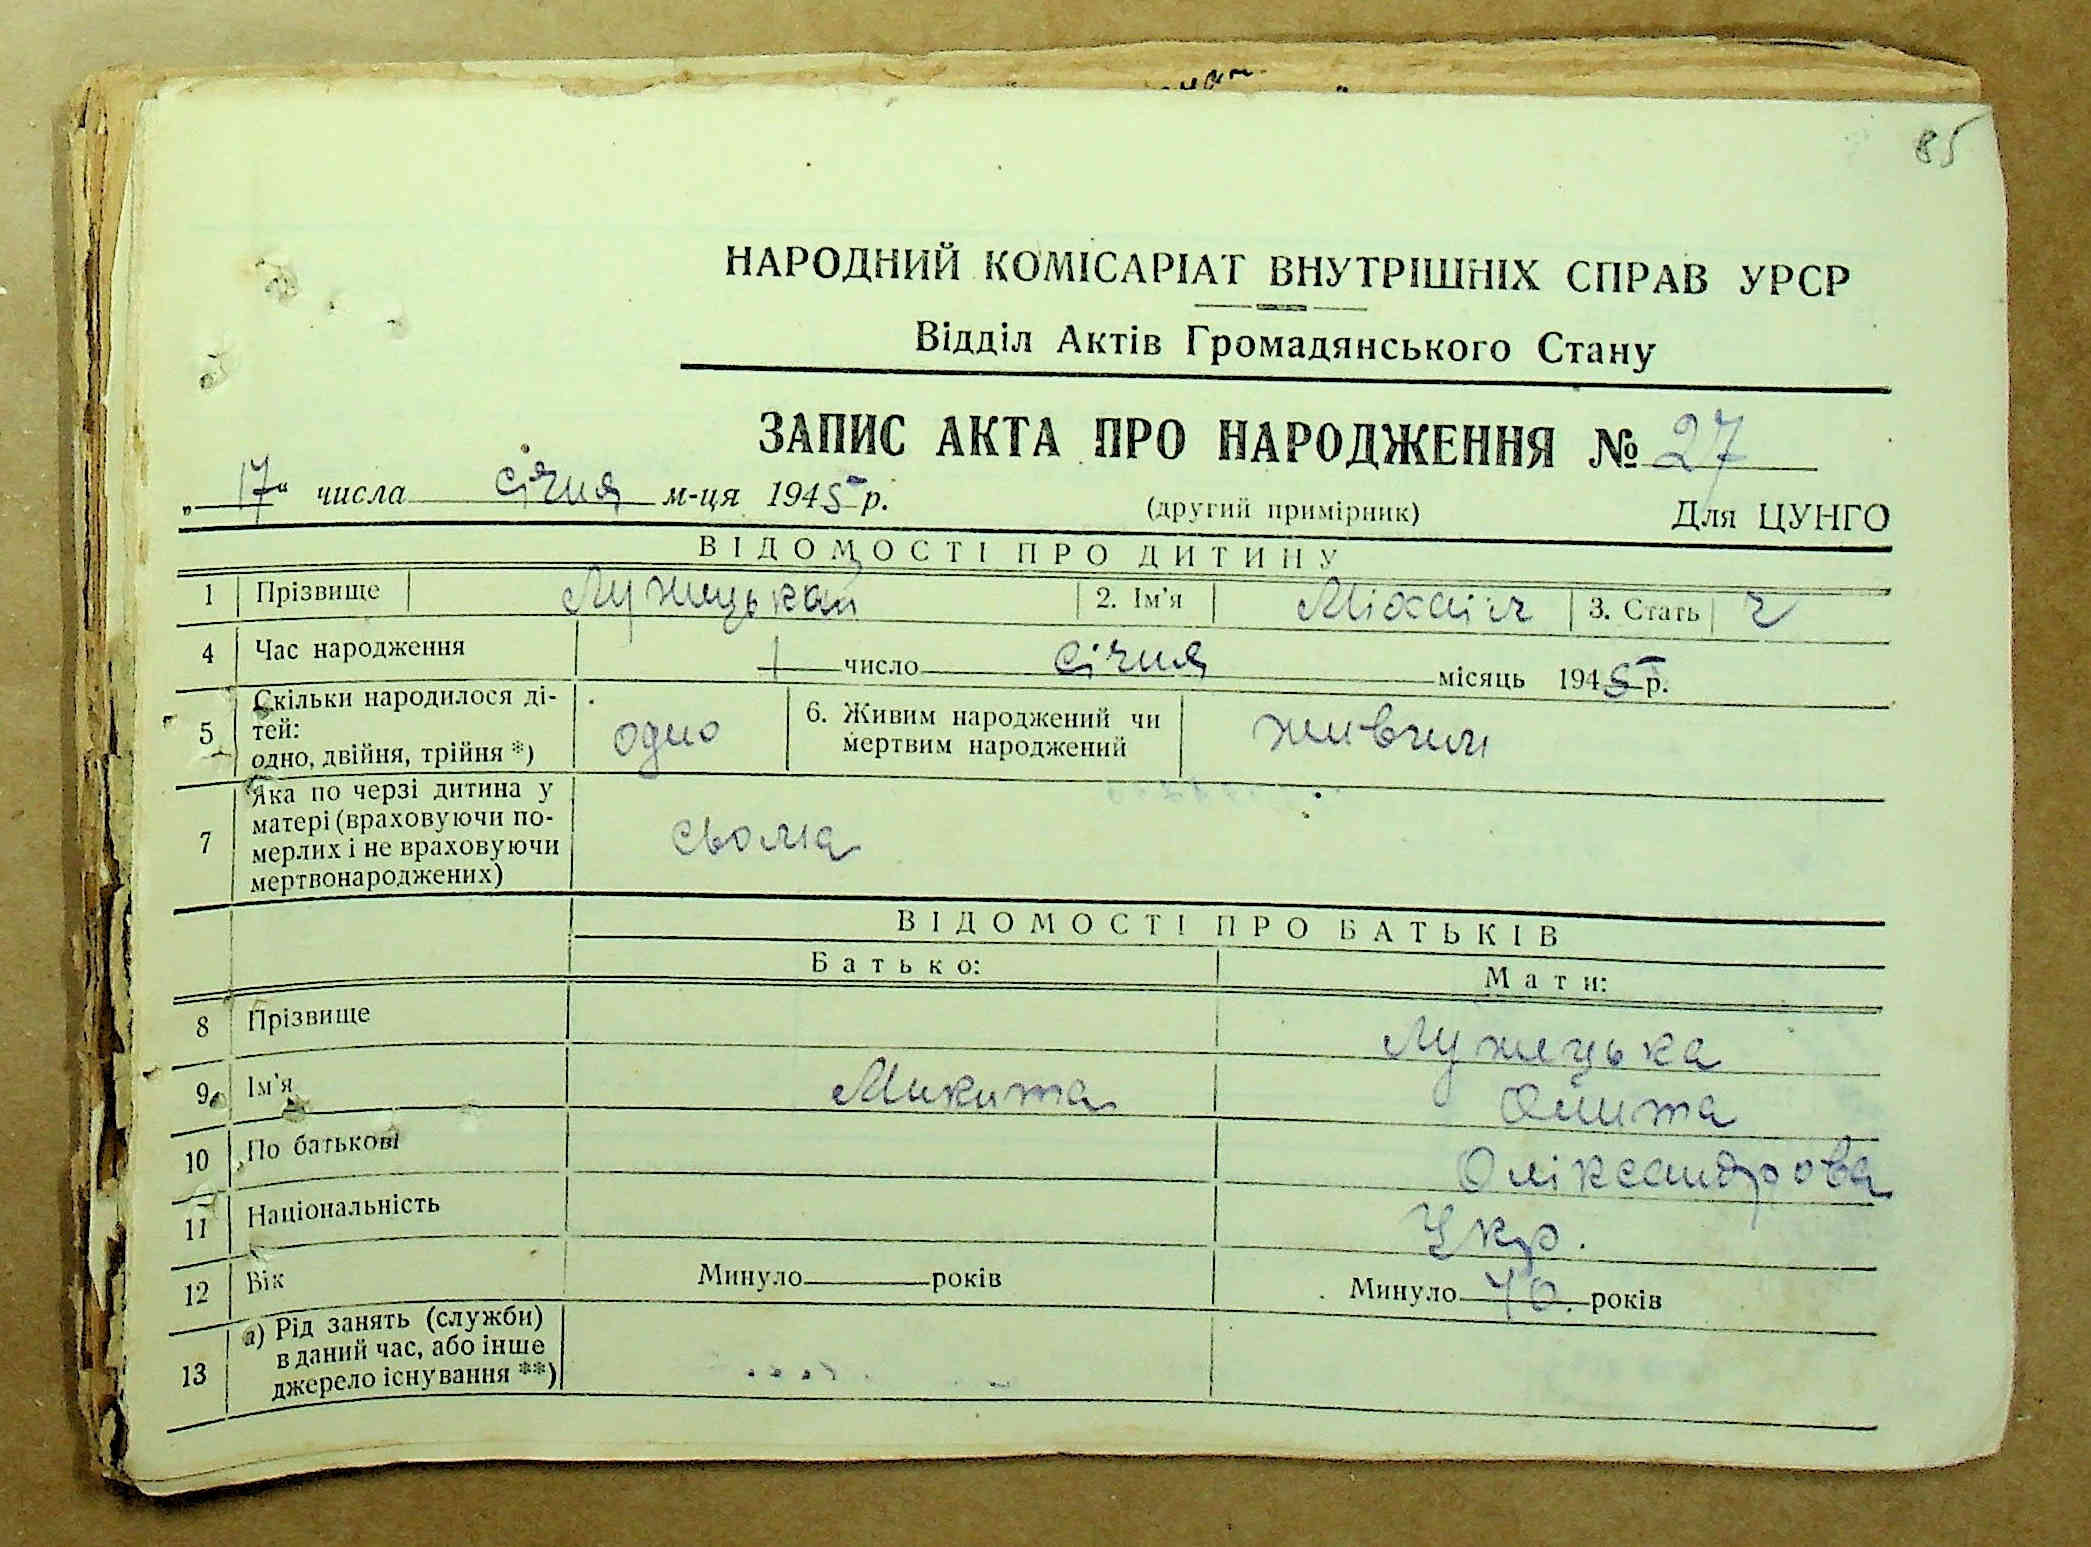 85
НАРОДНИЙ КОМІСАРІАТ ВНУТРІШНІХ СПРАВ УРСР
Відділ Актів Громадянського Стану
ЗАПИС АКТА ПРО НАРОДЖЕННЯ № 27
„17“ числа січня м-ця 1945 р. (другий примірник) Для ЦУНГО
ВІДОМОСТІ ПРО ДИТИНУ
1 Прізвище Лужицькай 2. Ім'я Міхаіл 3. Стать ч
4 Час народження 1 число січня місяць 1945 р.
5 Скільки народилося ді-
тей:
одно, двійня, трійня *) одно 6. Живим народжений чи
мертвим народжений живчим
7 Яка по черзі дитина у
матері (враховуючи по-
мерлих і не враховуючи
мертвонароджених) сьома
ВІДОМОСТІ ПРО БАТЬКІВ
Батько: Мати:
8 Прізвище Лужицька
9 Ім'я Микита
10 По батькові Оліксандрова
11 Національність Укр.
12 Вік Минуло років Минуло 40. років
13 а) Рід занять (служби)
в даний час, або інше
джерело існування **)